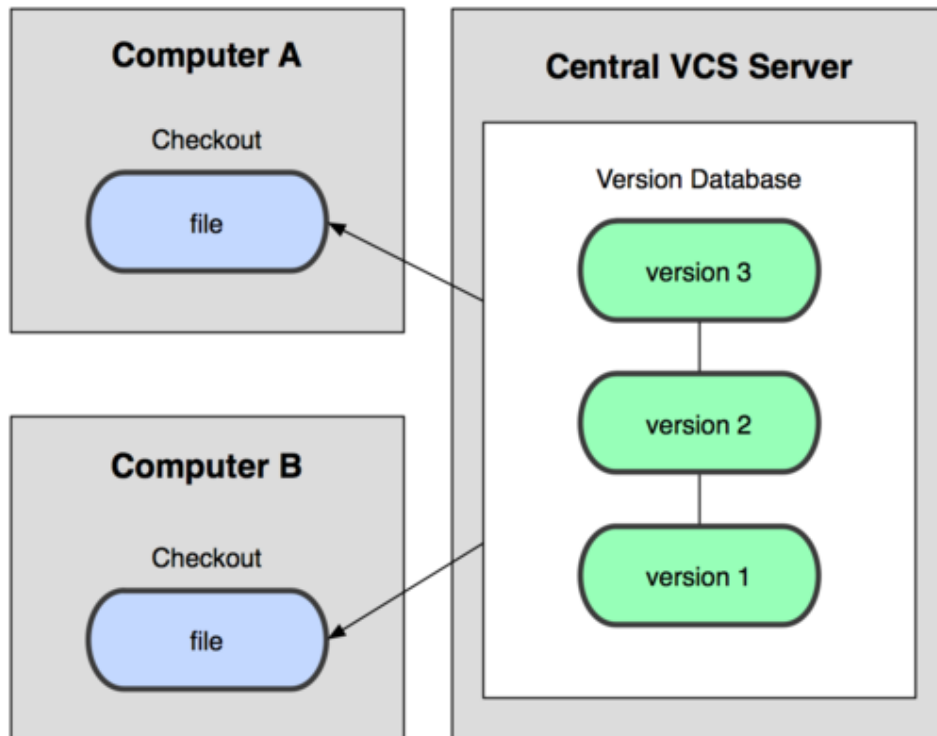 Computer A
Checkout
file
Computer B
Checkout
file
Central VCS Server
Version Database
version 3
version 2
version 1